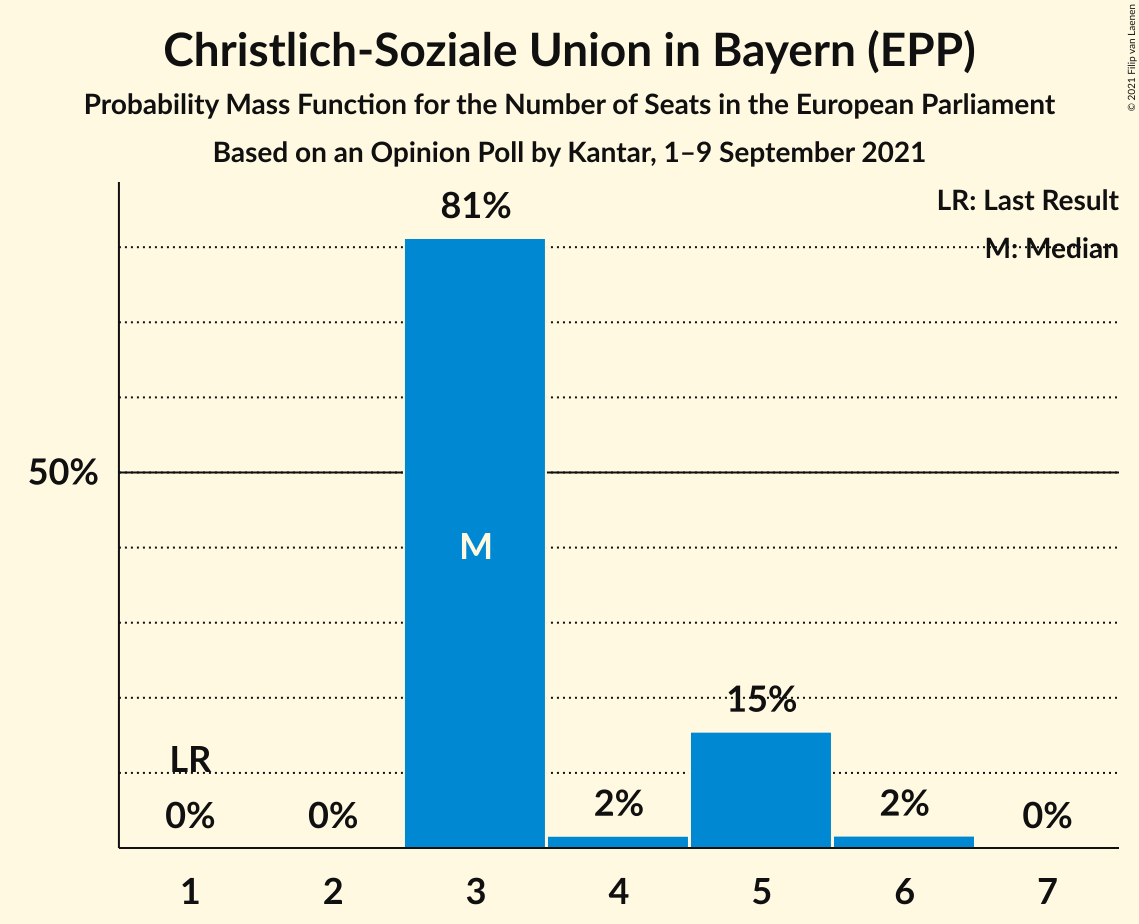 Christlich-Soziale Union in Bayern (EPP)
Probability Mass Function for the Number of Seats in the European Parliament
Based on an Opinion Poll by Kantar, 1–9 September 2021
© 2021 Filip van Laenen
LR: Last Result
M: Median
81%
50%
M
15%
LR
0%
0%
2%
2%
0%
1 2 3 4 5 6 7